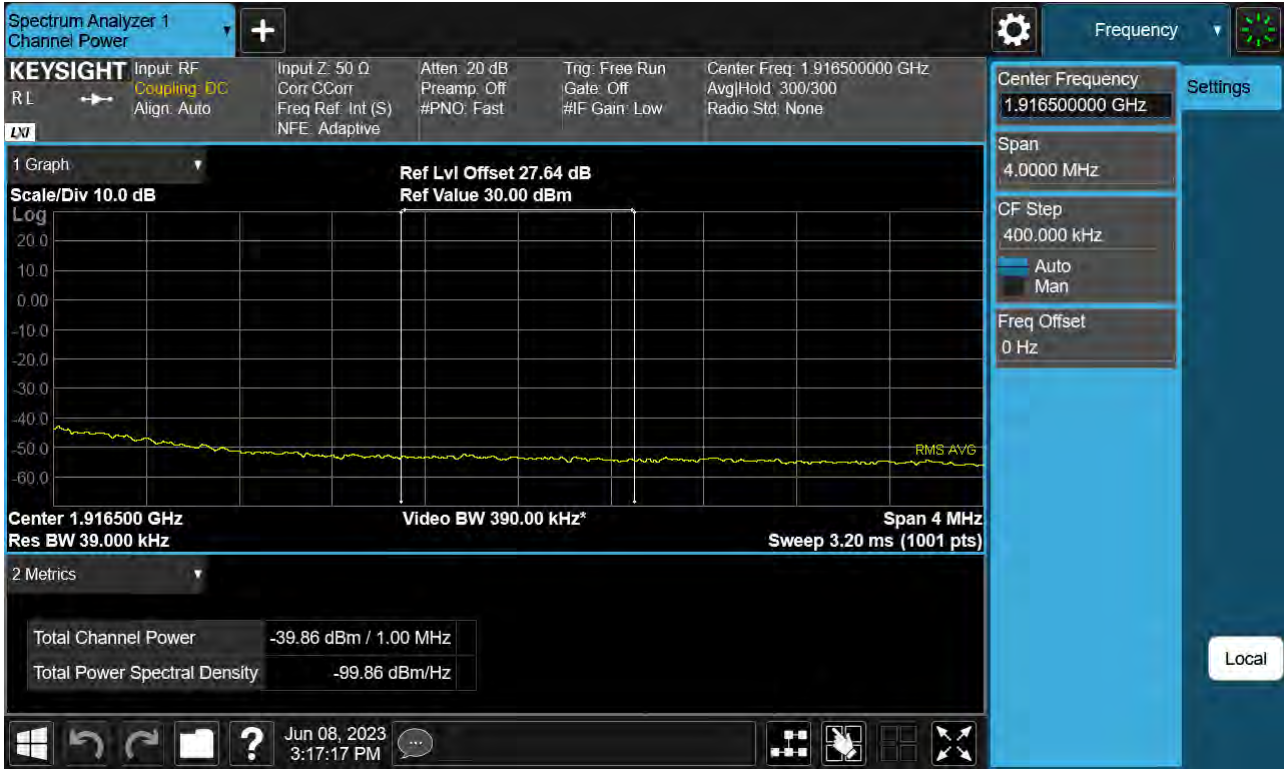 Spectrum Analyzer 1
Channel Power
+
Frequency
KEYSIGHT
R L
LXI
Input: RF
Coupling: DC
Align: Auto
Input Z: 50 Ω
Corr CCorr
Freq Ref: Int (S)
NFE: Adaptive
Atten: 20 dB
Preamp: Off
#PNO: Fast
Trig: Free Run
Gate: Off
#IF Gain: Low
Center Freq: 1.916500000 GHz
Avg|Hold: 300/300
Radio Std: None
Center Frequency
1.916500000 GHz
Settings
Span
4.0000 MHz
CF Step
400.000 kHz
Auto
Man
Freq Offset
0 Hz
Local
1 Graph
Scale/Div 10.0 dB
Ref Lvl Offset 27.64 dB
Ref Value 30.00 dBm
Log
20.0
10.0
0.00
-10.0
-20.0
-30.0
-40.0
-50.0
-60.0
RMS AVG
Center 1.916500 GHz
Video BW 390.00 kHz*
Span 4 MHz
Res BW 39.000 kHz
Sweep 3.20 ms (1001 pts)
2 Metrics
Total Channel Power -39.86 dBm / 1.00 MHz
Total Power Spectral Density -99.86 dBm/Hz
?
Jun 08, 2023
3:17:17 PM